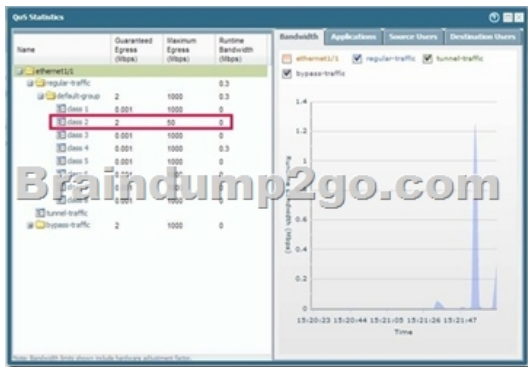 QoS Statistics
Name
Guaranteed Egress (Mbps)
Maximum Egress (Mbps)
Runtime Bandwidth (Mbps)
ethernet1/1
regular-traffic 0.3
default-group 2 1000 0.3
class 1 0.001 1000 0
class 2 2 50 0
class 3 0.001 1000 0
class 4 0.001 1000 0.3
class 5 0.001 1000 0
tunnel-traffic
bypass-traffic 2 1000 0
Note: Bandwidth limits shown include hardware adjustment factor.
Bandwidth
Applications
Source Users
Destination Users
ethernet1/1
regular-traffic
tunnel-traffic
bypass-traffic
1.4
1.2
1
0.6
0.4
0.2
0
15:20:23 15:20:44 15:21:05 15:21:26 15:21:47
Time
Braindump2go.com